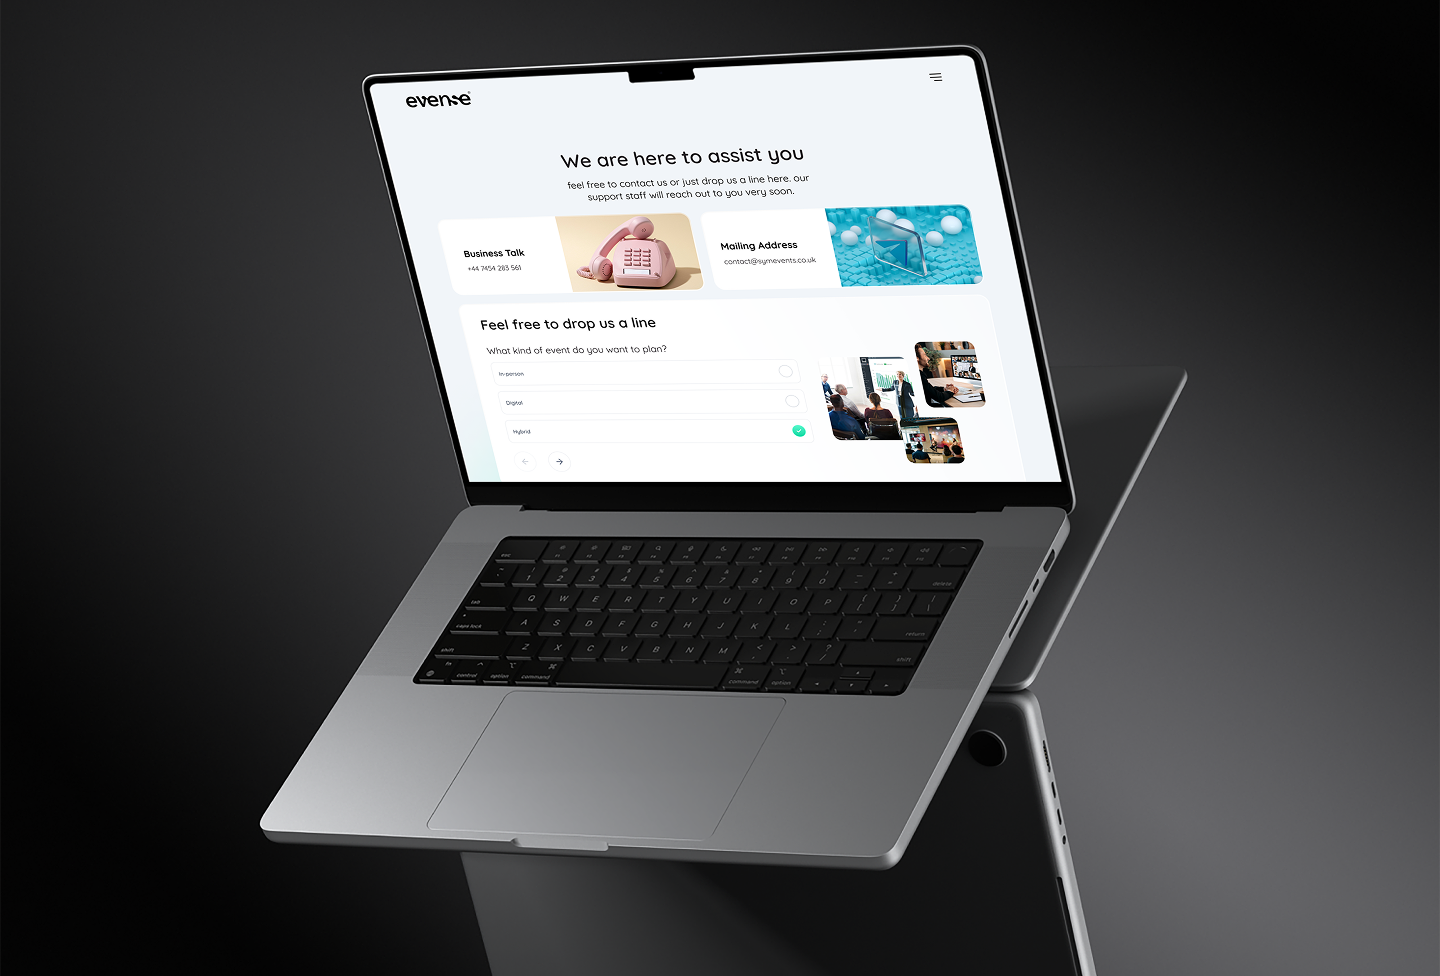 evense
We are here to assist you
feel free to contact us or just drop us a line here. our
support staff will reach out to you very soon.
Business Talk
+44 7454 283 561
Mailing Address
contact@symevents.co.uk
Feel free to drop us a line
What kind of event do you want to plan?
In-person
Digital
Hybrid
esc
1 2 3 4 5 6 7 8 9 0 - = delete
tab Q W E R T Y U I O P { } |
caps lock A S D F G H J K L : " return
shift Z X C V B N M < > ? shift
fn control option command command option